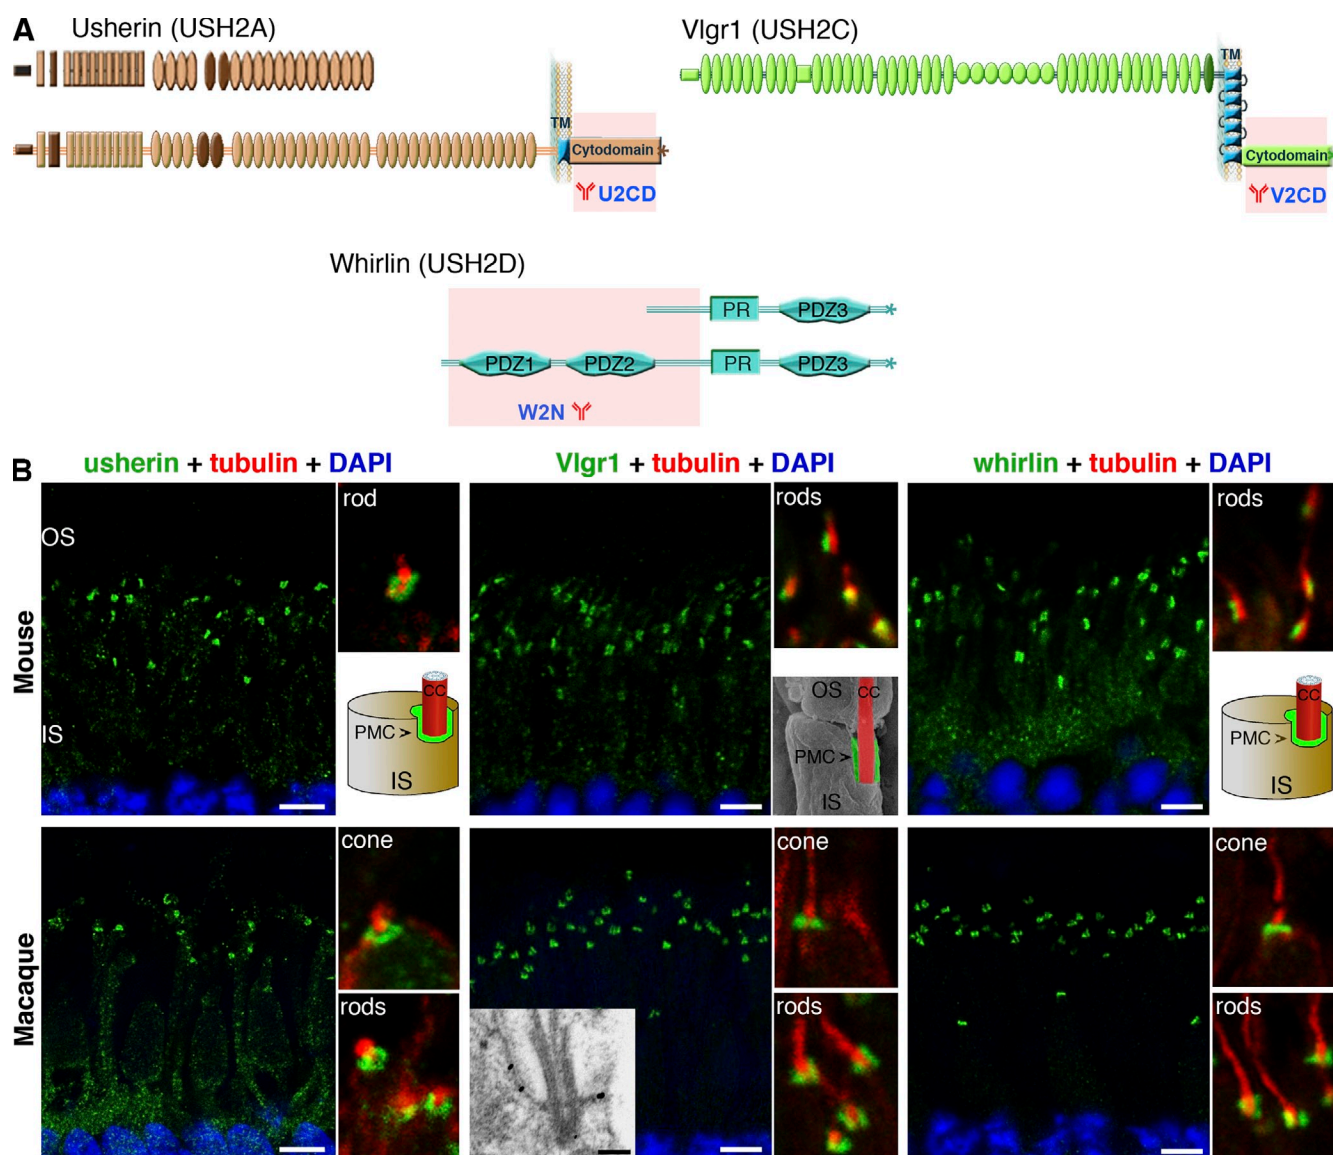 A
Usherin (USH2A)
Vlgr1 (USH2C)
TM
TM
Cytodomain
*
Cytodomain
*
U2CD
V2CD
Whirlin (USH2D)
PR
PDZ3
*
PDZ1
PDZ2
PR
PDZ3
*
W2N
B
usherin + tubulin + DAPI
Vlgr1 + tubulin + DAPI
whirlin + tubulin + DAPI
Mouse
OS
IS
rod
CC
PMC >
IS
rods
OS
CC
PMC >
IS
rods
CC
PMC >
IS
Macaque
cone
rods
cone
rods
cone
rods